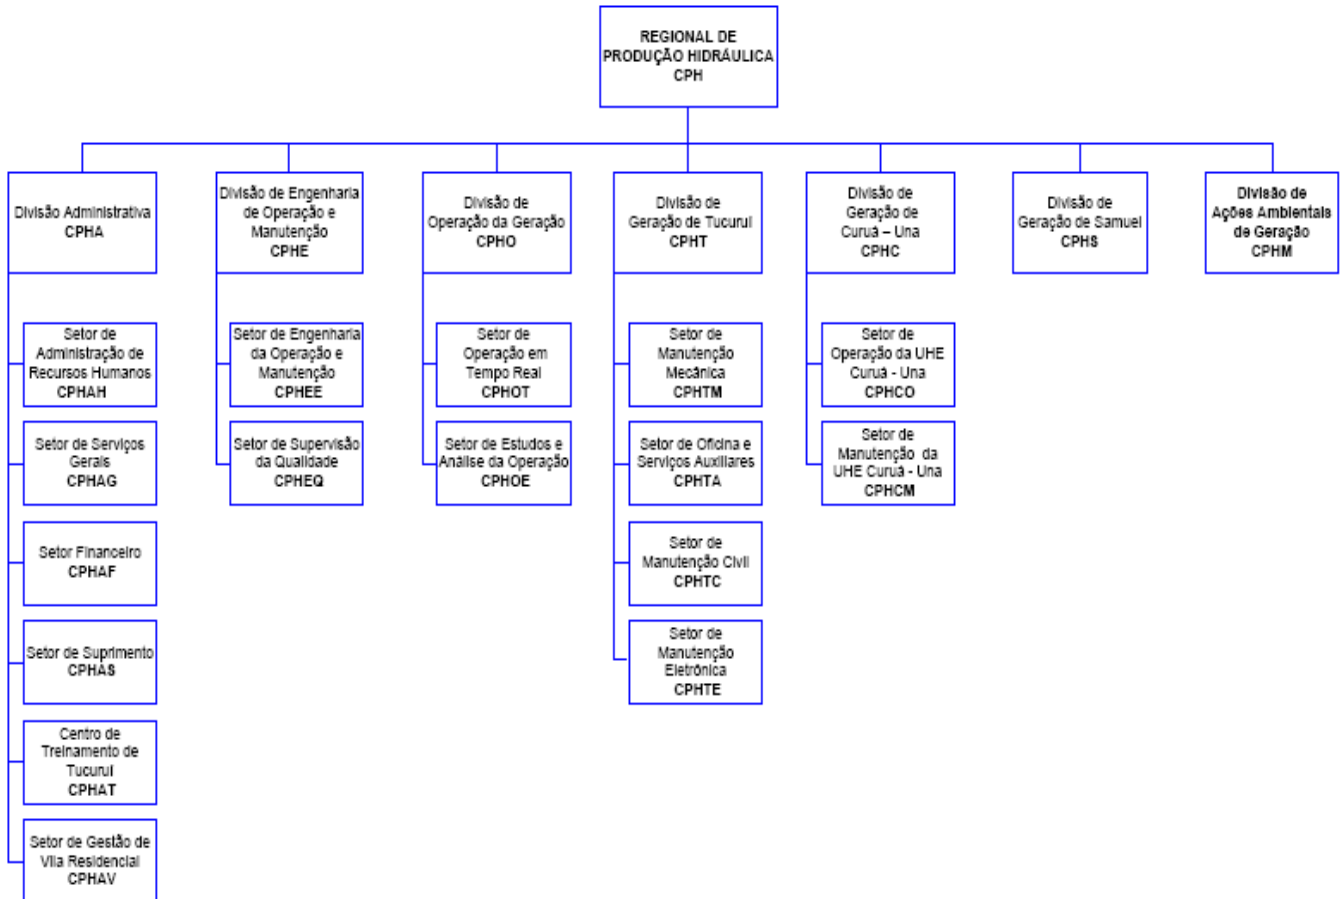 REGIONAL DE
PRODUÇÃO HIDRÁULICA
CPH
Divisão Administrativa
CPHA
Divisão de Engenharia
de Operação e
Manutenção
CPHE
Divisão de
Operação da Geração
CPHO
Divisão de
Geração de Tucuruí
CPHT
Divisão de
Geração de
Curuá – Una
CPHC
Divisão de
Geração de Samuel
CPHS
Divisão de
Ações Ambientais
de Geração
CPHM
Setor de
Administração de
Recursos Humanos
CPHAH
Setor de Serviços
Gerais
CPHAG
Setor Financeiro
CPHAF
Setor de Suprimento
CPHAS
Centro de
Treinamento de
Tucuruí
CPHAT
Setor de Gestão de
Vila Residencial
CPHAV
Setor de Engenharia
da Operação e
Manutenção
CPHEE
Setor de Supervisão
da Qualidade
CPHEQ
Setor de
Operação em
Tempo Real
CPHOT
Setor de Estudos e
Análise da Operação
CPHOE
Setor de
Manutenção
Mecânica
CPHTM
Setor de Oficina e
Serviços Auxiliares
CPHTA
Setor de
Manutenção Civil
CPHTC
Setor de
Manutenção
Eletrônica
CPHTE
Setor de
Operação da UHE
Curuá - Una
CPHCO
Setor de
Manutenção da
UHE Curuá - Una
CPHCM